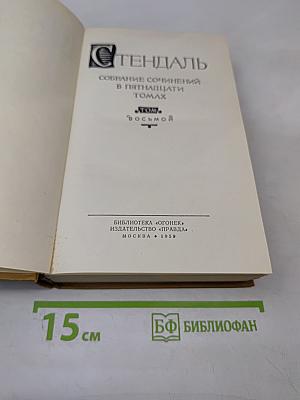 СТЕНДАЛЬ
СОБРАНИЕ СОЧИНЕНИЙ
В ПЯТНАДЦАТИ
ТОМАХ
ТОМ
ВОСЬМОЙ
БИБЛИОТЕКА «ОГОНЕК»
ИЗДАТЕЛЬСТВО «ПРАВДА»
МОСКВА • 1959
15 см
БФ БИБЛИОФАН